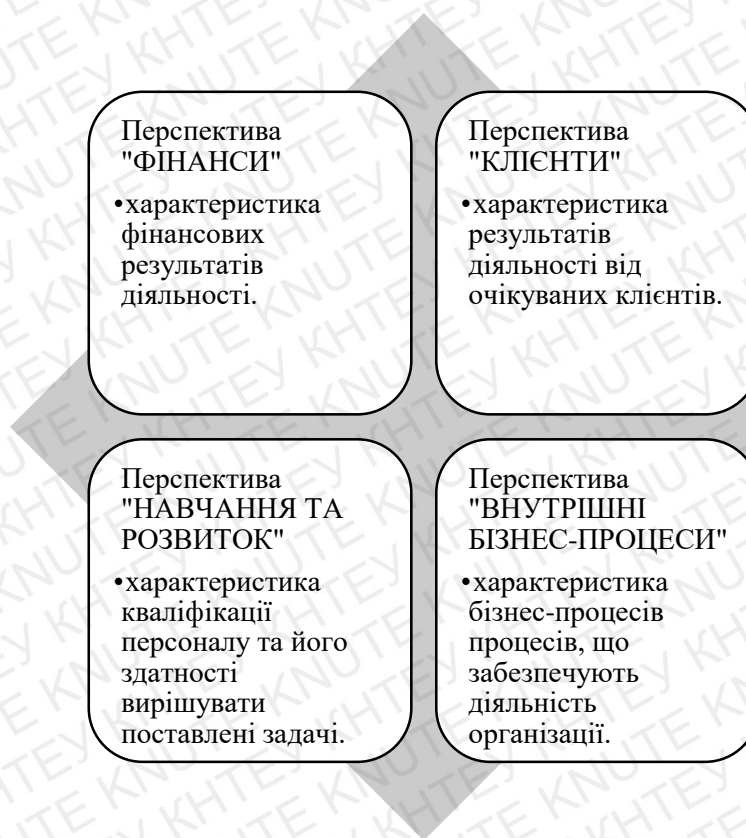 Перспектива
"ФІНАНСИ"
•характеристика
фінансових
результатів
діяльності.
Перспектива
"КЛІЄНТИ"
•характеристика
результатів
діяльності від
очікуваних клієнтів.
Перспектива
"НАВЧАННЯ ТА
РОЗВИТОК"
•характеристика
кваліфікації
персоналу та його
здатності
вирішувати
поставлені задачі.
Перспектива
"ВНУТРІШНІ
БІЗНЕС-ПРОЦЕСИ"
•характеристика
бізнес-процесів
процесів, що
забезпечують
діяльність
організації.